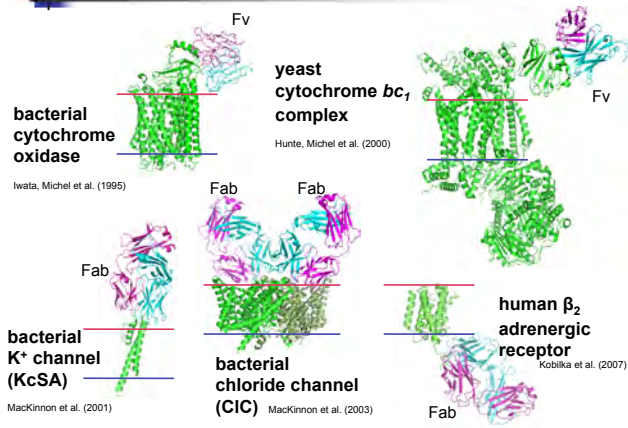 Fv
bacterial
cytochrome
oxidase
Iwata, Michel et al. (1995)
yeast
cytochrome bc1
complex
Hunte, Michel et al. (2000)
Fv
Fab
bacterial
K+ channel
(KcSA)
MacKinnon et al. (2001)
Fab Fab
bacterial
chloride channel
(ClC) MacKinnon et al. (2003)
human β2
adrenergic
receptor
Kobilka et al. (2007)
Fab